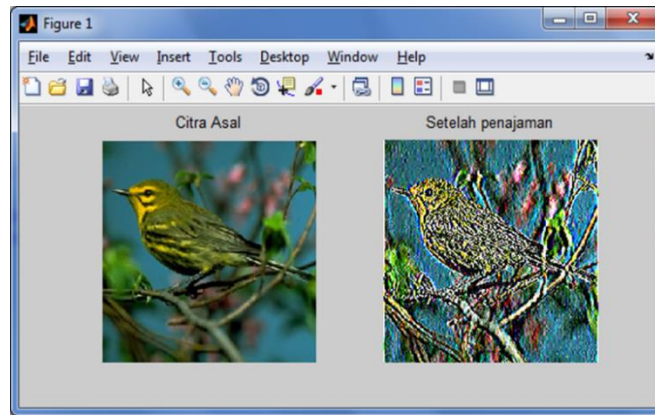 Figure 1
File Edit View Insert Tools Desktop Window Help
Citra Asal
Setelah penajaman